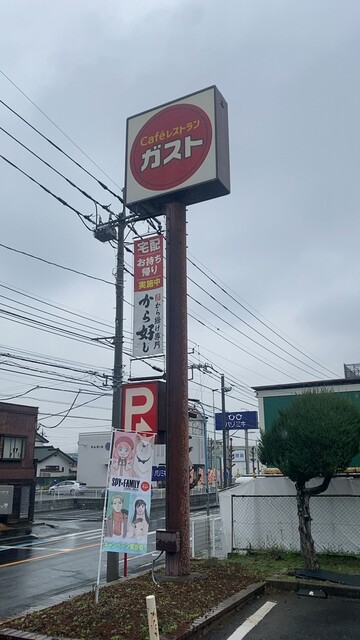 Caféレストラン
ガスト
宅配
お持ち
帰り
実施中
から揚げ専門
から好し
P
SPY×FAMILY
パリミキ